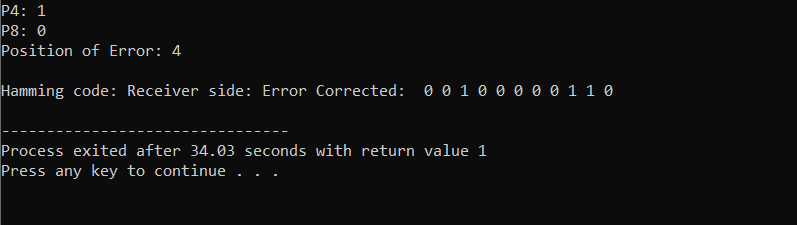 P4: 1
P8: 0
Position of Error: 4
Hamming code: Receiver side: Error Corrected:  0 0 1 0 0 0 0 0 1 1 0
--------------------------------
Process exited after 34.03 seconds with return value 1
Press any key to continue . . .